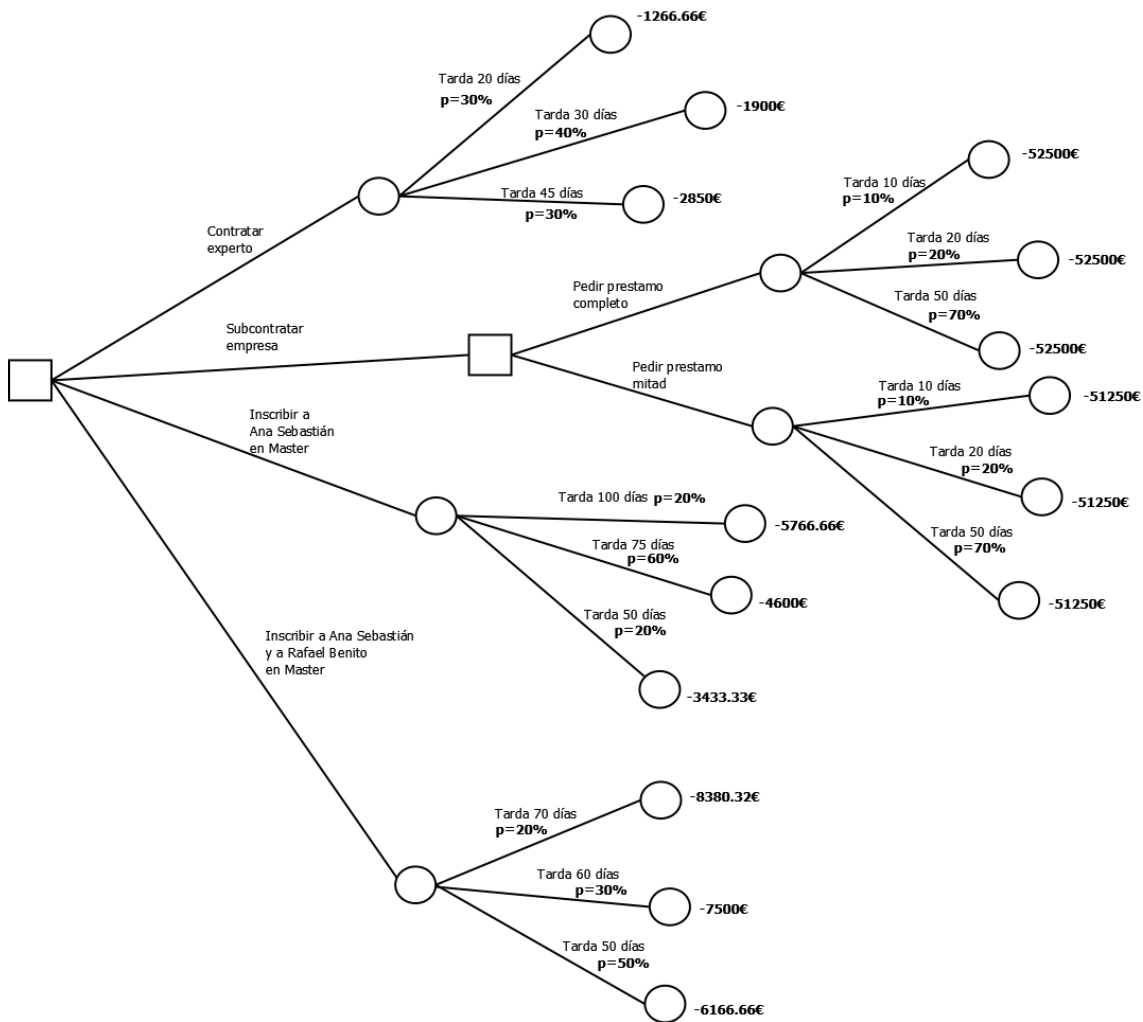 -1266.66€
Tarda 20 días
p=30%
Tarda 30 días
p=40%
-1900€
Tarda 45 días
p=30%
-2850€
Contratar
experto
-52500€
Tarda 10 días
p=10%
Tarda 20 días
p=20%
-52500€
Tarda 50 días
p=70%
-52500€
Pedir prestamo
completo
Subcontratar
empresa
Pedir prestamo
mitad
Tarda 10 días
p=10%
-51250€
Tarda 20 días
p=20%
-51250€
Tarda 50 días
p=70%
-51250€
Inscribir a
Ana Sebastián
en Master
Tarda 100 días p=20%
-5766.66€
Tarda 75 días
p=60%
-4600€
Tarda 50 días
p=20%
-3433.33€
Inscribir a Ana Sebastián
y a Rafael Benito
en Master
-8380.32€
Tarda 70 días
p=20%
Tarda 60 días
p=30%
-7500€
Tarda 50 días
p=50%
-6166.66€